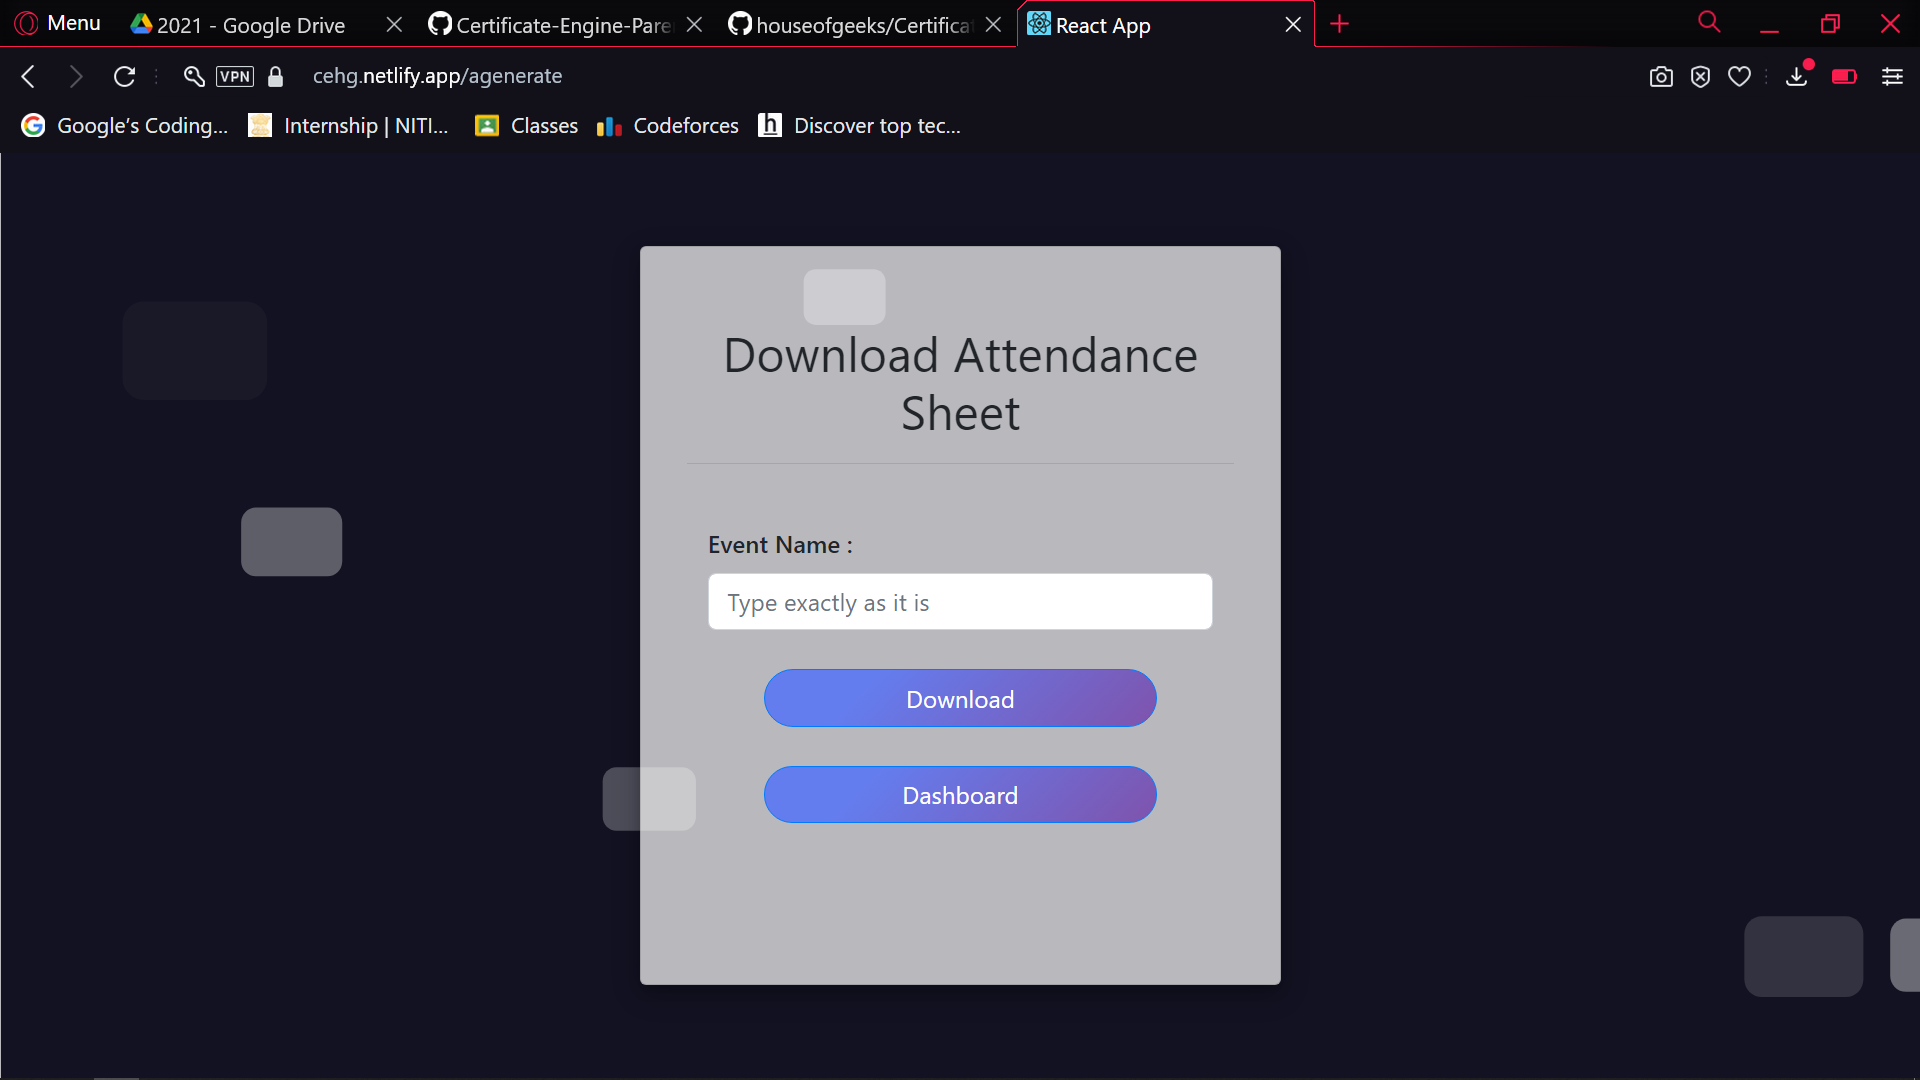 Menu
2021 - Google Drive
Certificate-Engine-Pare
houseofgeeks/Certificat
React App
VPN
cehg.netlify.app/agenerate
Google’s Coding...
Internship | NITI...
Classes
Codeforces
h
Discover top tec...
Download Attendance
Sheet
Event Name :
Type exactly as it is
Download
Dashboard